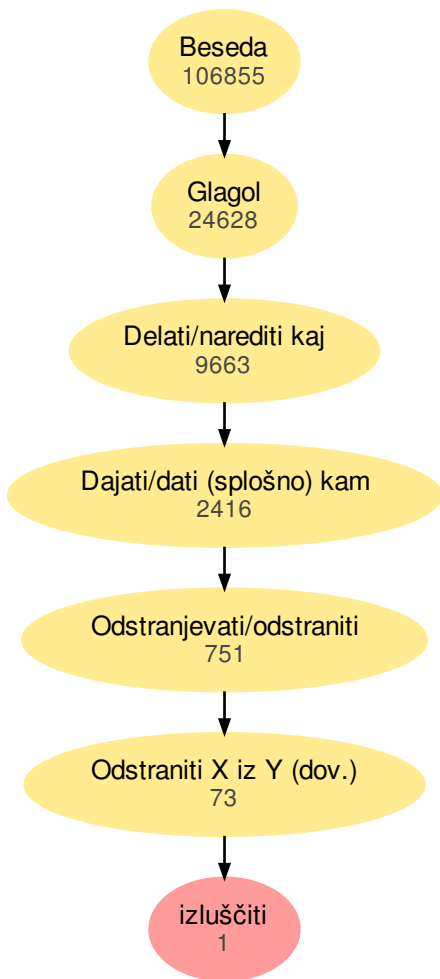 Beseda
106855
Glagol
24628
Delati/narediti kaj
9663
Dajati/dati (splošno) kam
2416
Odstranjevati/odstraniti
751
Odstraniti X iz Y (dov.)
73
izluščiti
1